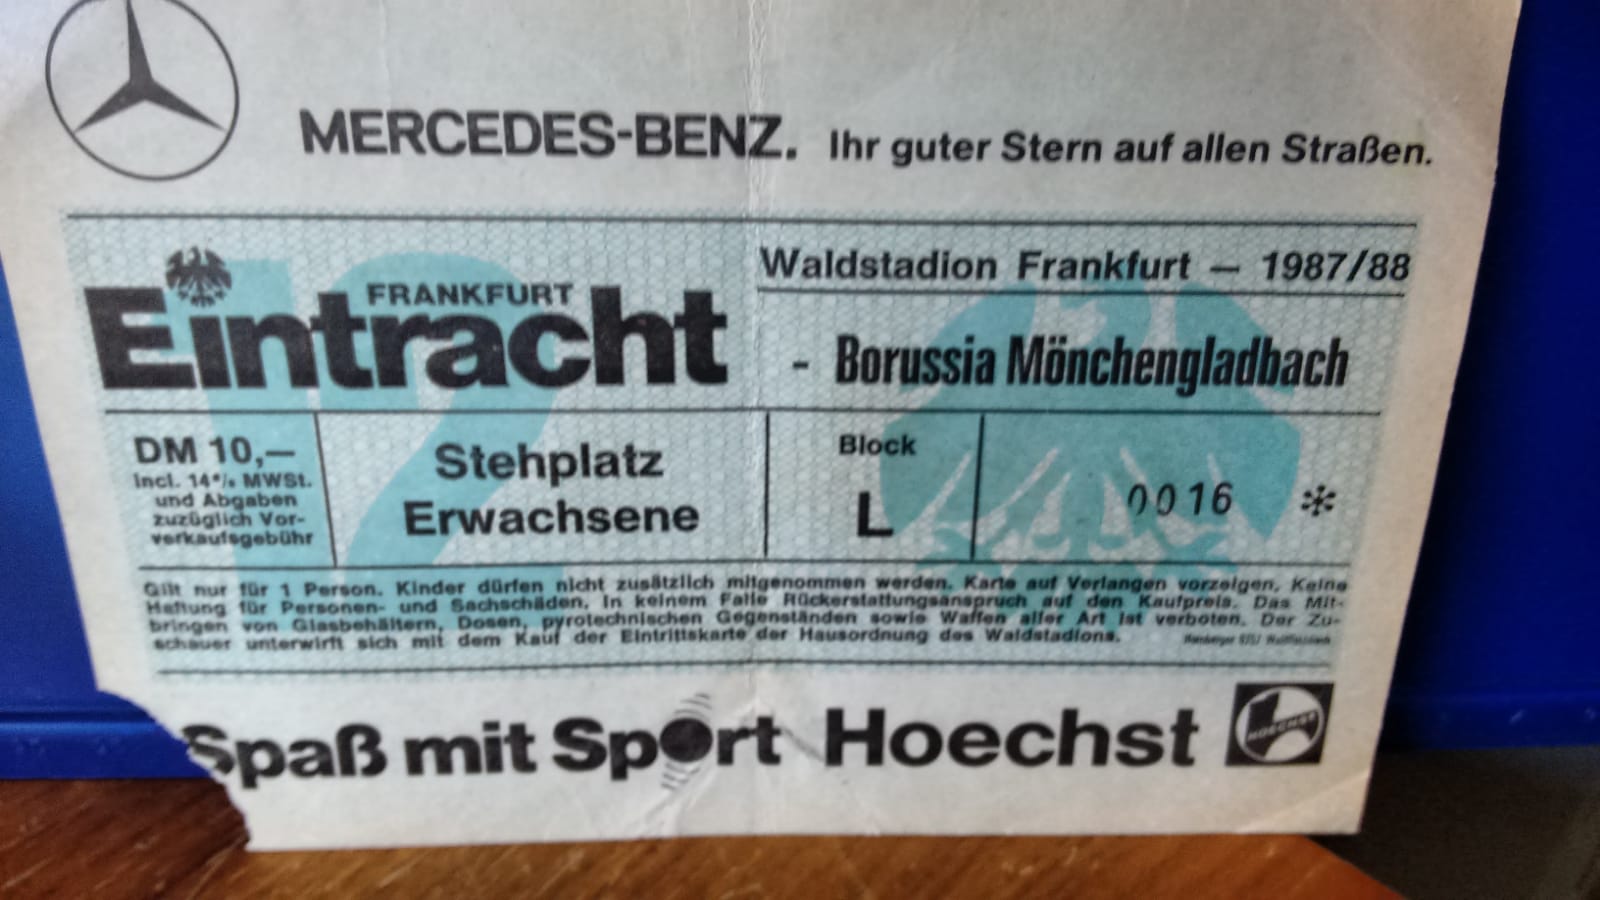 MERCEDES-BENZ. Ihr guter Stern auf allen Straßen.
Waldstadion Frankfurt — 1987/88
FRANKFURT
Eintracht - Borussia Mönchengladbach
12
DM 10,—
incl. 14% MWSt.
und Abgaben
zuzüglich Vor-
verkaufsgebühr
Stehplatz
Erwachsene
Block
L
0016 *
Gilt nur für 1 Person. Kinder dürfen nicht zusätzlich mitgenommen werden. Karte auf Verlangen vorzeigen. Keine
Haftung für Personen- und Sachschäden. In keinem Falle Rückerstattungsanspruch auf den Kaufpreis. Das Mit-
bringen von Glasbehältern, Dosen, pyrotechnischen Gegenständen sowie Waffen aller Art ist verboten. Der Zu-
schauer unterwirft sich mit dem Kauf der Eintrittskarte der Hausordnung des Waldstadions.
Spaß mit Sport Hoechst
HOECHST